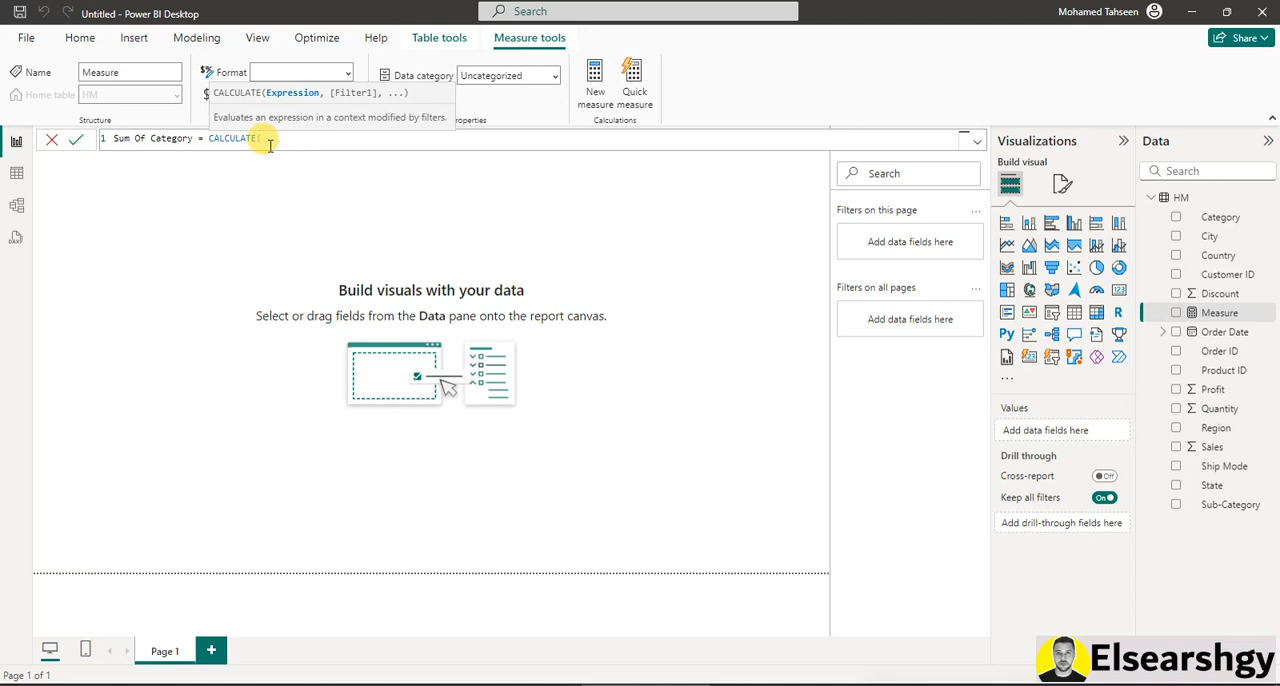 Untitled - Power BI Desktop
Search
Mohamed Tahseen
File
Home
Insert
Modeling
View
Optimize
Help
Table tools
Measure tools
Share
Name
Measure
Home table
HM
Structure
Format
$
Data category
Uncategorized
New
measure
Quick
measure
Calculations
CALCULATE(Expression, [Filter1], ...)
Evaluates an expression in a context modified by filters.
1 Sum Of Category = CALCULATE(
Build visuals with your data
Select or drag fields from the Data pane onto the report canvas.
Search
Filters on this page
Add data fields here
Filters on all pages
Add data fields here
Visualizations
Build visual
123
R
Py
Values
Add data fields here
Drill through
Cross-report
Off
Keep all filters
On
Add drill-through fields here
Data
Search
HM
Category
City
Country
Customer ID
Discount
Measure
Order Date
Order ID
Product ID
Profit
Quantity
Region
Sales
Ship Mode
State
Sub-Category
Page 1
Page 1 of 1
Elsearshgy